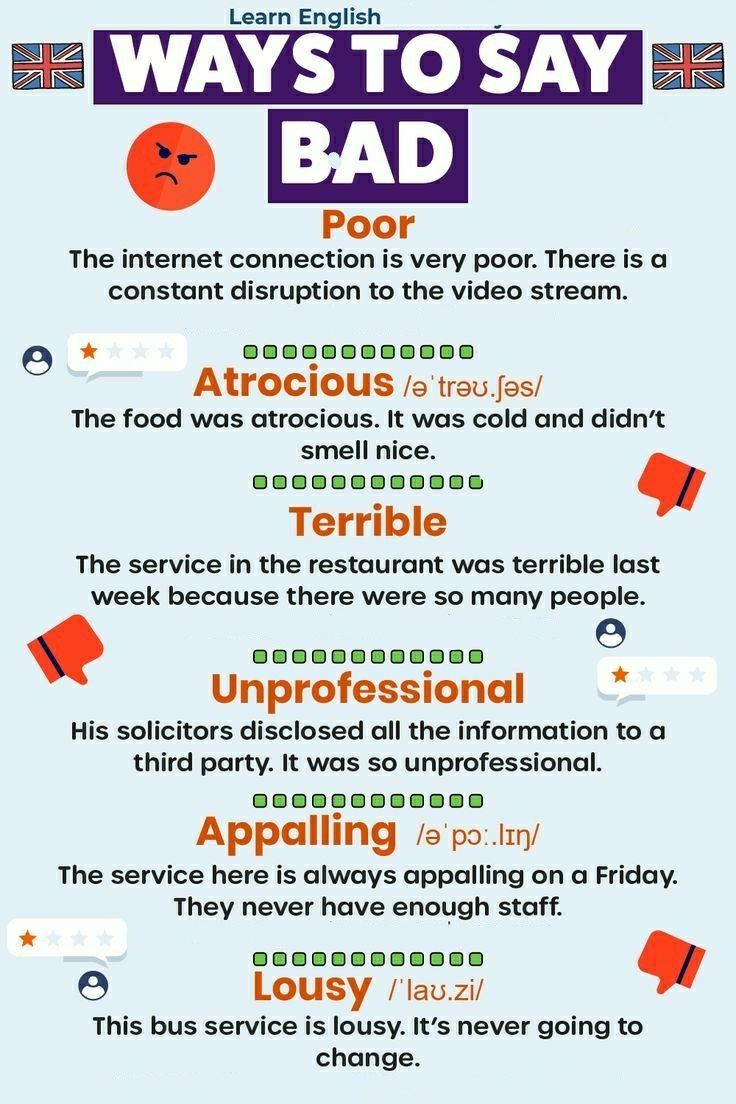 Learn English
WAYS TO SAY
BAD
Poor
The internet connection is very poor. There is a
constant disruption to the video stream.
Atrocious /əˈtrəʊ.ʃəs/
The food was atrocious. It was cold and didn't
smell nice.
Terrible
The service in the restaurant was terrible last
week because there were so many people.
Unprofessional
His solicitors disclosed all the information to a
third party. It was so unprofessional.
Appalling /əˈpɔː.lɪŋ/
The service here is always appalling on a Friday.
They never have enough staff.
Lousy /ˈlaʊ.zi/
This bus service is lousy. It's never going to
change.